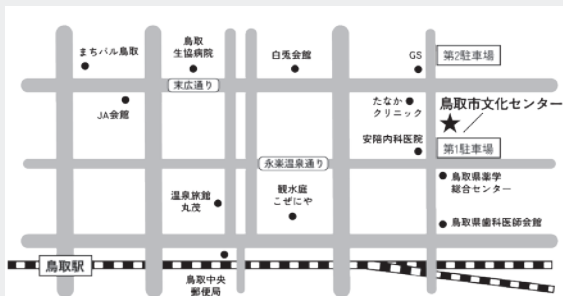 まちパル鳥取
鳥取
生協病院
白兎会館
GS
第2駐車場
末広通り
JA会館
たなか
クリニック
鳥取市文化センター
安陪内科医院
第1駐車場
永楽温泉通り
鳥取県薬学
総合センター
温泉旅館
丸茂
観水庭
こぜにや
鳥取県歯科医師会館
鳥取駅
鳥取中央
郵便局